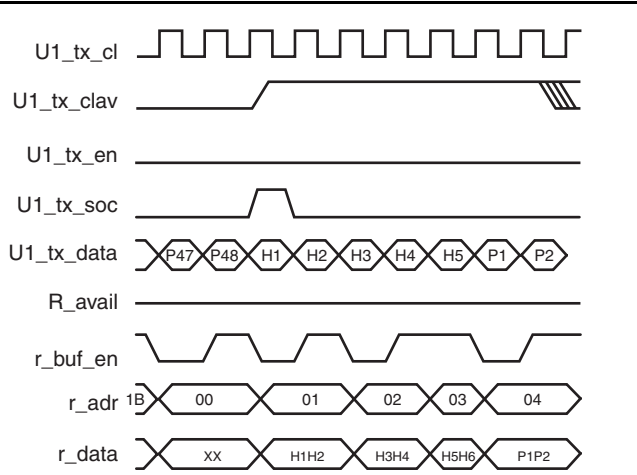 U1_tx_cl
U1_tx_clav
U1_tx_en
U1_tx_soc
U1_tx_data P47 P48 H1 H2 H3 H4 H5 P1 P2
R_avail
r_buf_en
r_adr 1B 00 01 02 03 04
r_data XX H1H2 H3H4 H5H6 P1P2